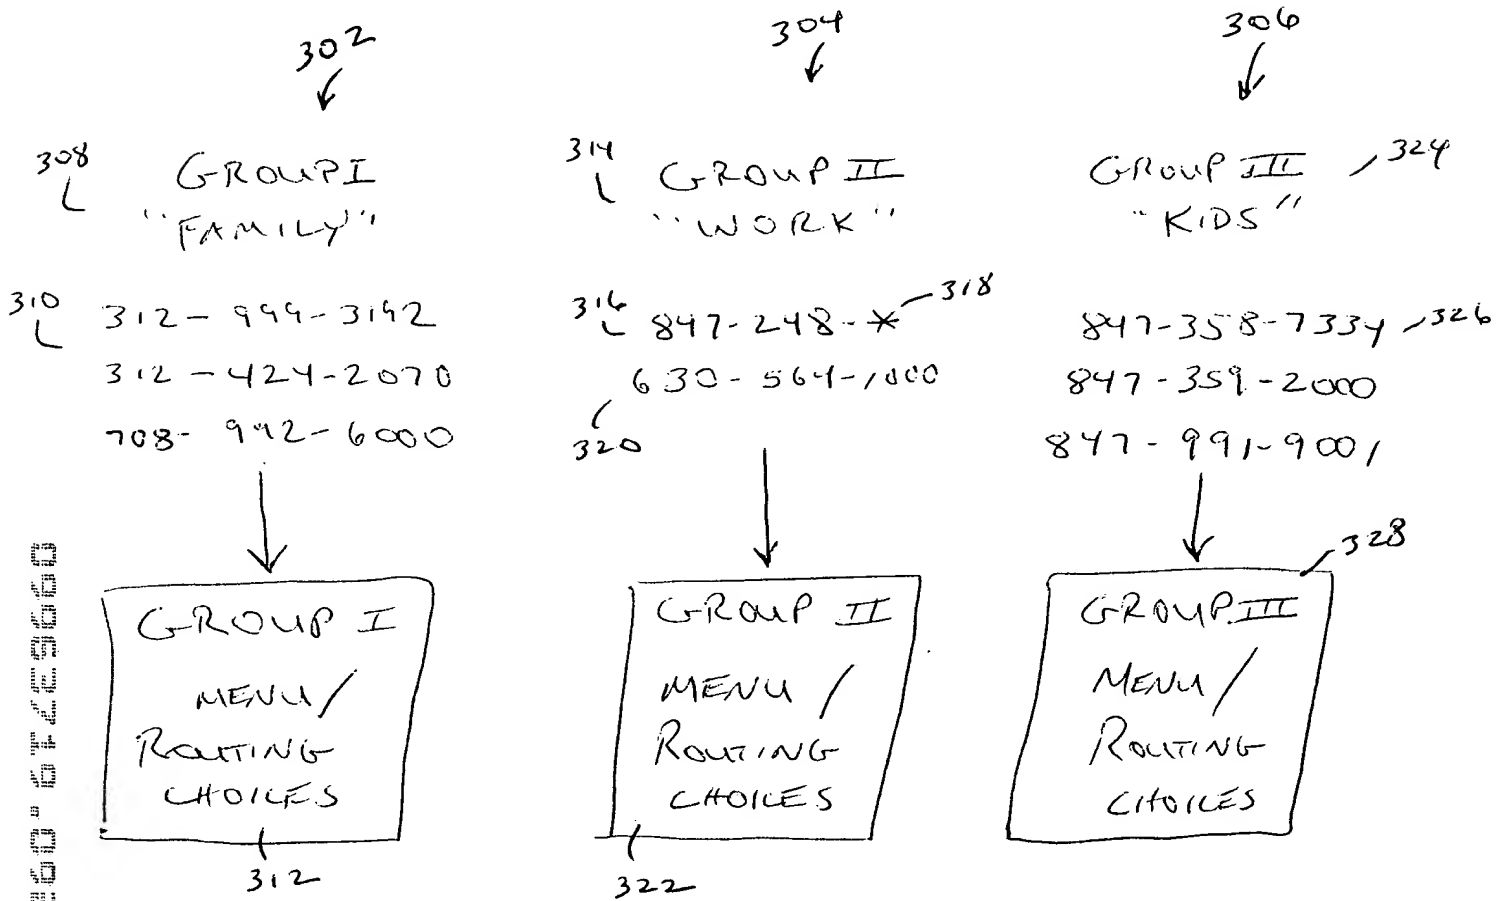 302
304
306
308
GROUP I
"FAMILY"
314
GROUP II
"WORK"
GROUP III
"KIDS"
324
310
312-999-3142
312-424-2070
708-992-6000
316
847-248-*
318
630-564-1000
320
847-358-7334
326
847-359-2000
847-991-9001
GROUP I
MENU/
ROUTING
CHOICES
312
GROUP II
MENU/
ROUTING
CHOICES
322
328
GROUP III
MENU/
ROUTING
CHOICES